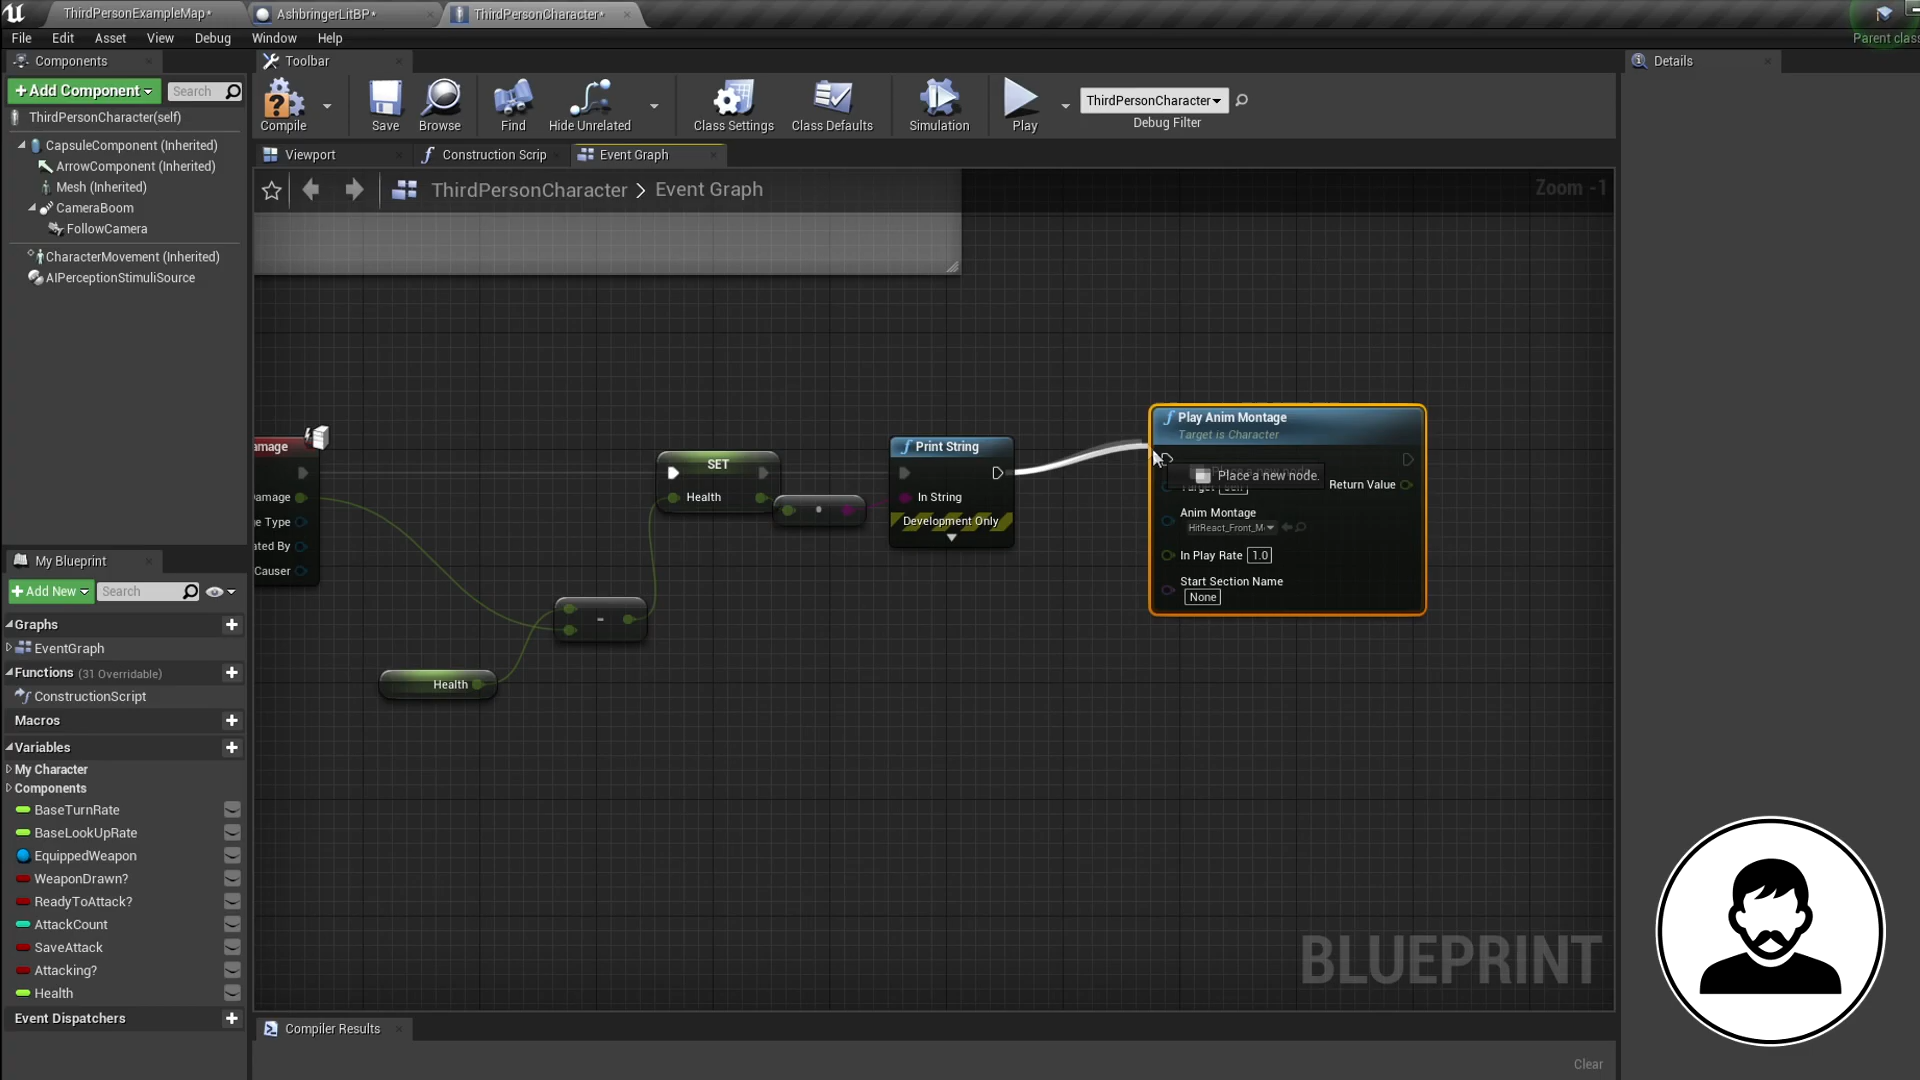 ThirdPersonExampleMap*
AshbringerLitBP*
ThirdPersonCharacter*
Parent class
File Edit Asset View Debug Window Help
Components
Toolbar
Details
+Add Component
Search
Compile
Save
Browse
Find
Hide Unrelated
Class Settings
Class Defaults
Simulation
Play
ThirdPersonCharacter
Debug Filter
ThirdPersonCharacter(self)
CapsuleComponent (Inherited)
ArrowComponent (Inherited)
Mesh (Inherited)
CameraBoom
FollowCamera
CharacterMovement (Inherited)
AIPerceptionStimuliSource
Viewport
Construction Scrip
Event Graph
ThirdPersonCharacter > Event Graph
Zoom -1
amage
amage
e Type
ated By
Causer
SET
Health
Print String
In String
Development Only
Play Anim Montage
Target is Character
Place a new node.
Return Value
Anim Montage
HitReact_Front_M
In Play Rate 1.0
Start Section Name
None
-
Health
My Blueprint
+Add New
Search
Graphs
EventGraph
Functions (31 Overridable)
ConstructionScript
Macros
Variables
My Character
Components
BaseTurnRate
BaseLookUpRate
EquippedWeapon
WeaponDrawn?
ReadyToAttack?
AttackCount
SaveAttack
Attacking?
Health
Event Dispatchers
BLUEPRINT
Compiler Results
Clear